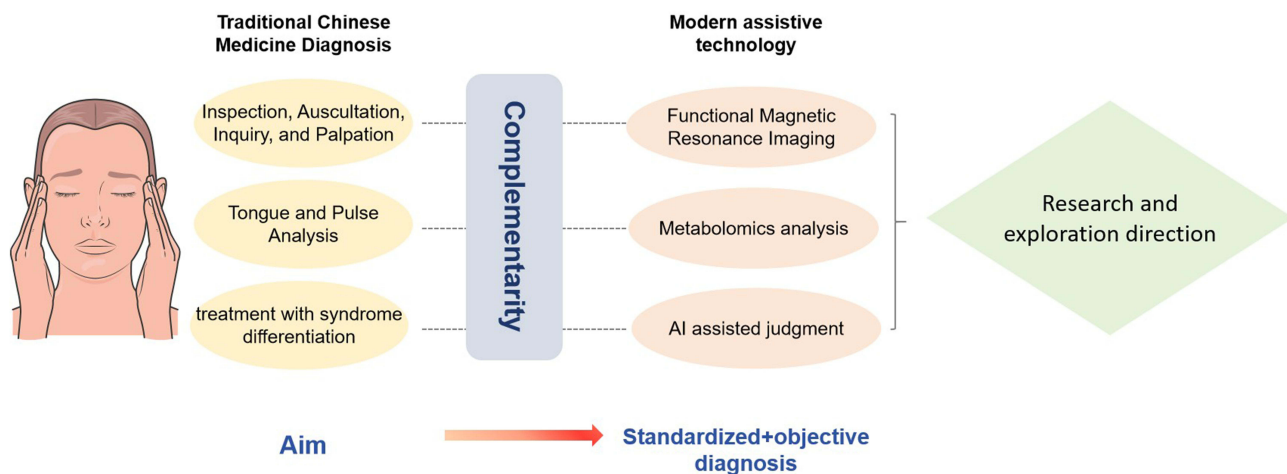 Traditional Chinese
Medicine Diagnosis
Modern assistive
technology
Inspection, Auscultation,
Inquiry, and Palpation
Complementarity
Functional Magnetic
Resonance Imaging
Tongue and Pulse
Analysis
Metabolomics analysis
Research and
exploration direction
treatment with syndrome
differentiation
AI assisted judgment
Aim
Standardized+objective
diagnosis